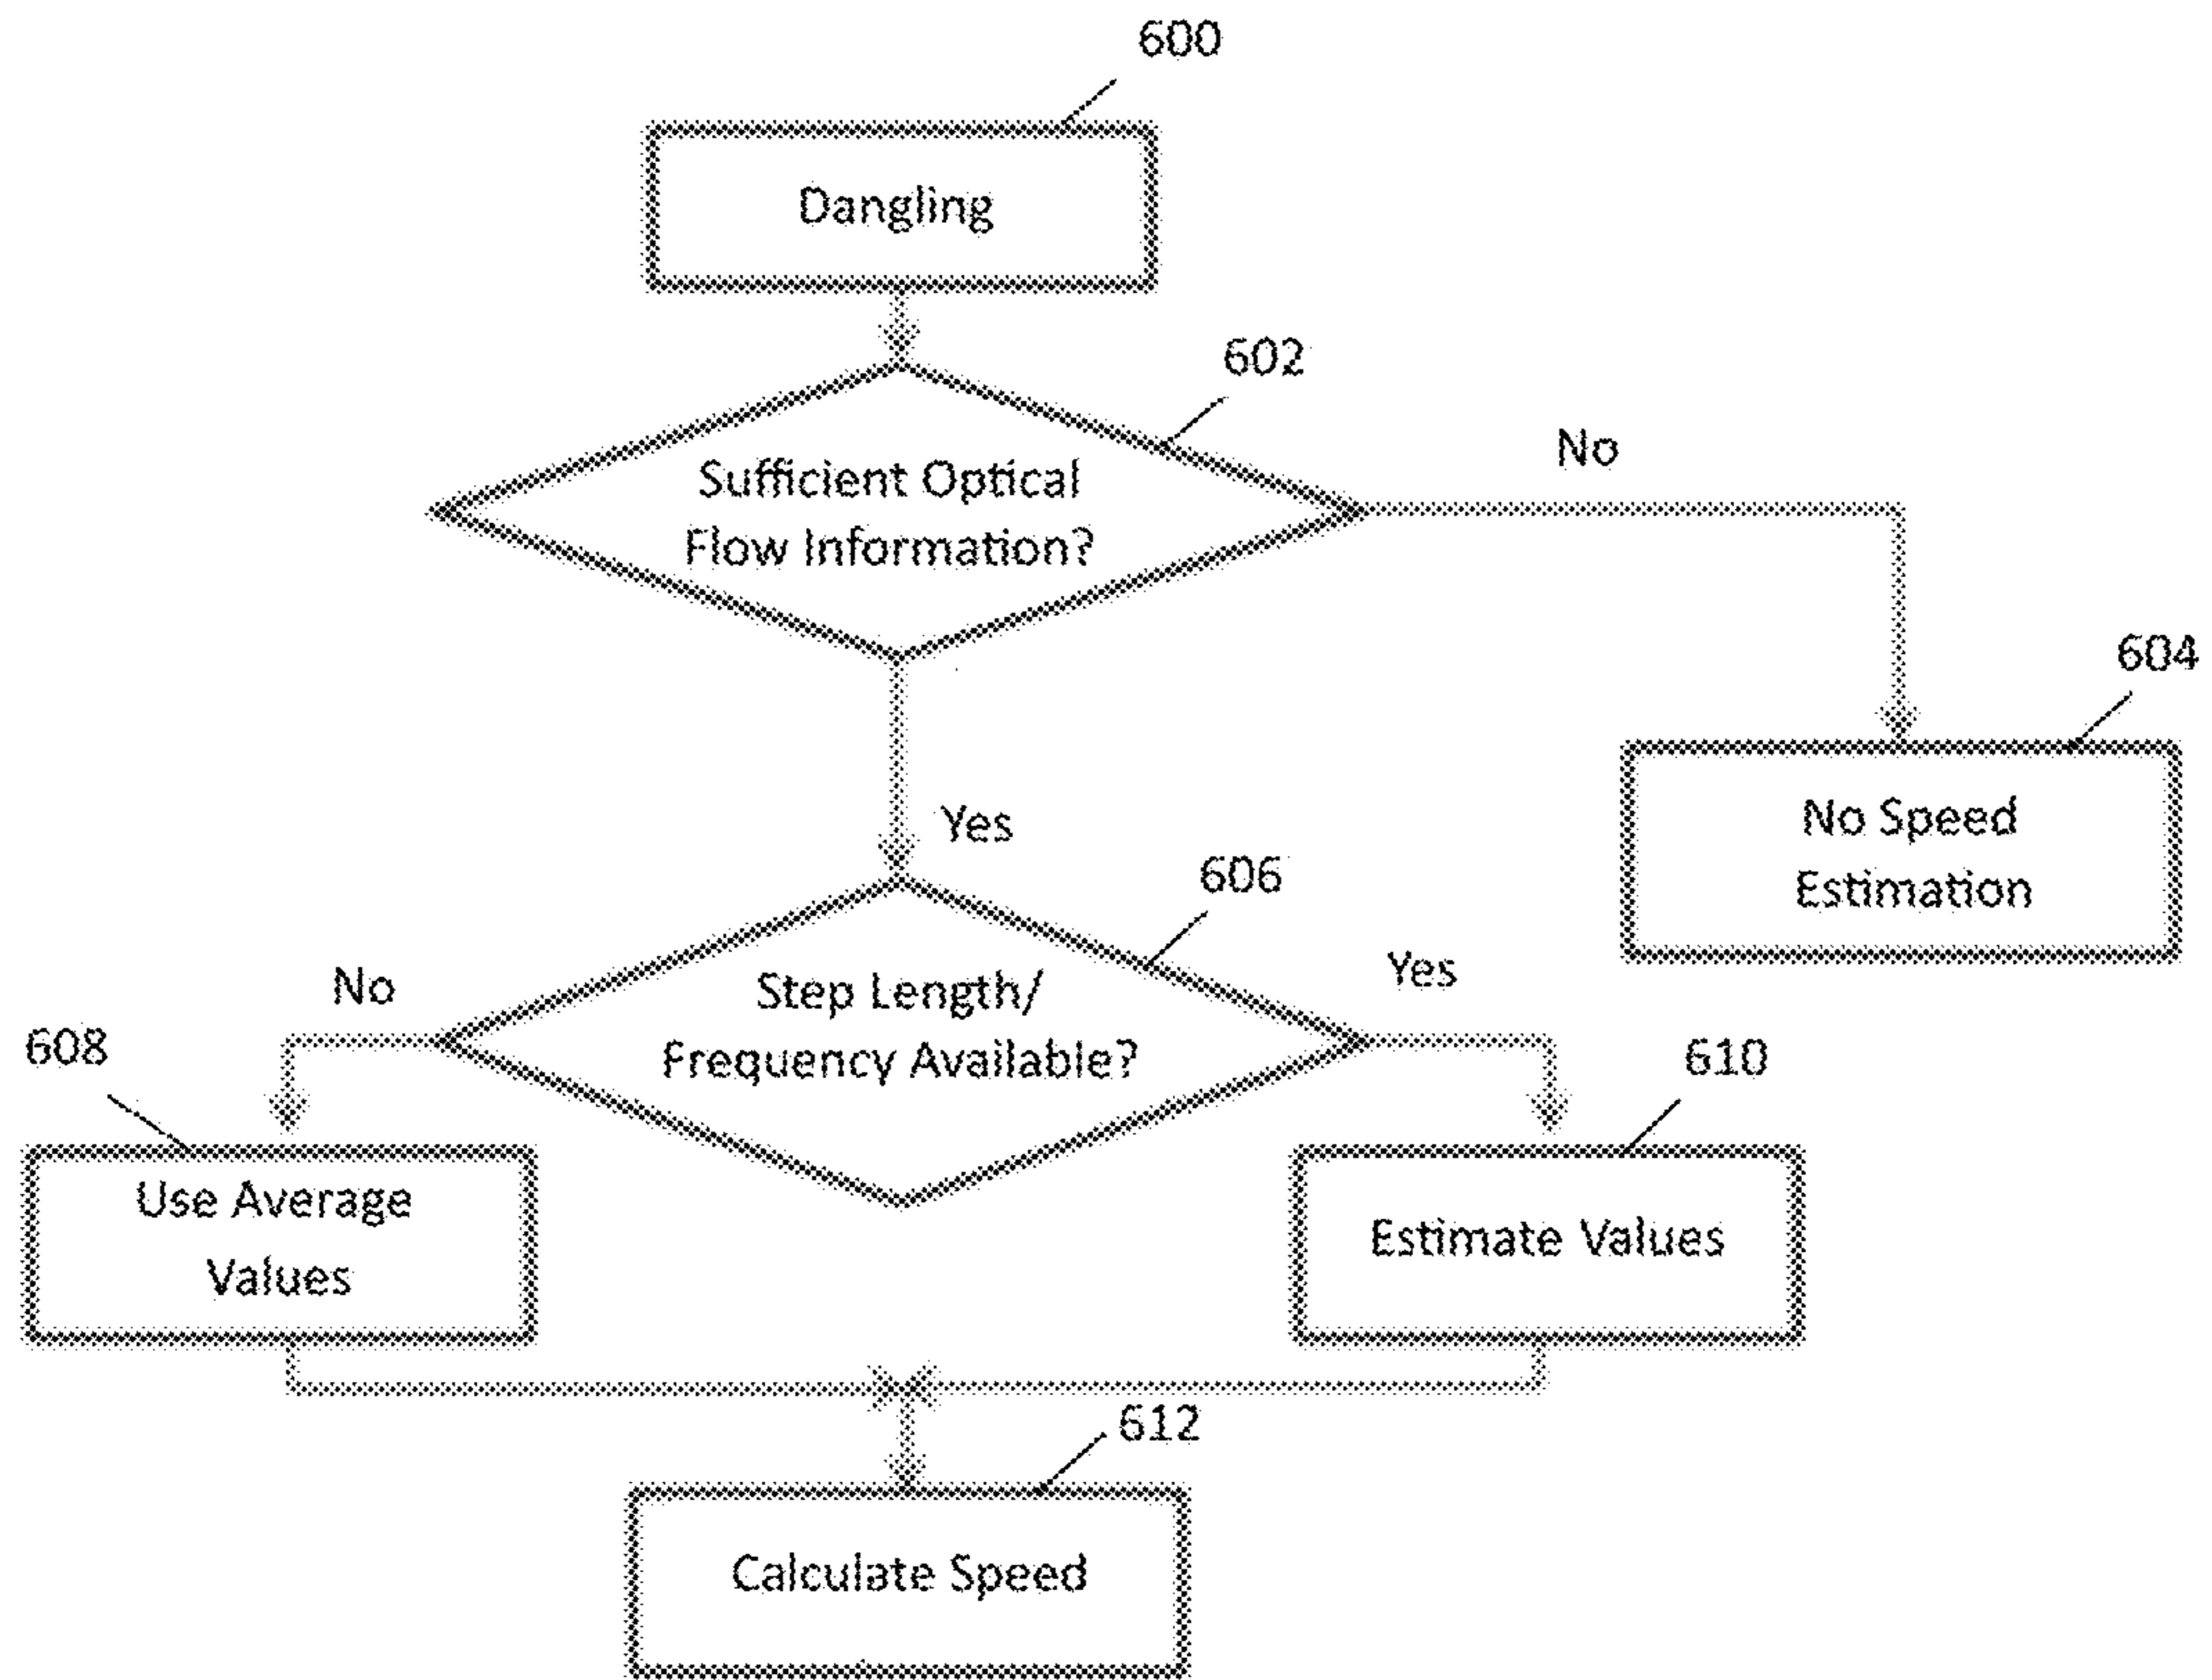 600
Dangling
602
Sufficient Optical
Flow Information?
No
604
No Speed
Estimation
Yes
606
Step Length/
Frequency Available?
No
Yes
608
610
Use Average
Values
Estimate Values
612
Calculate Speed